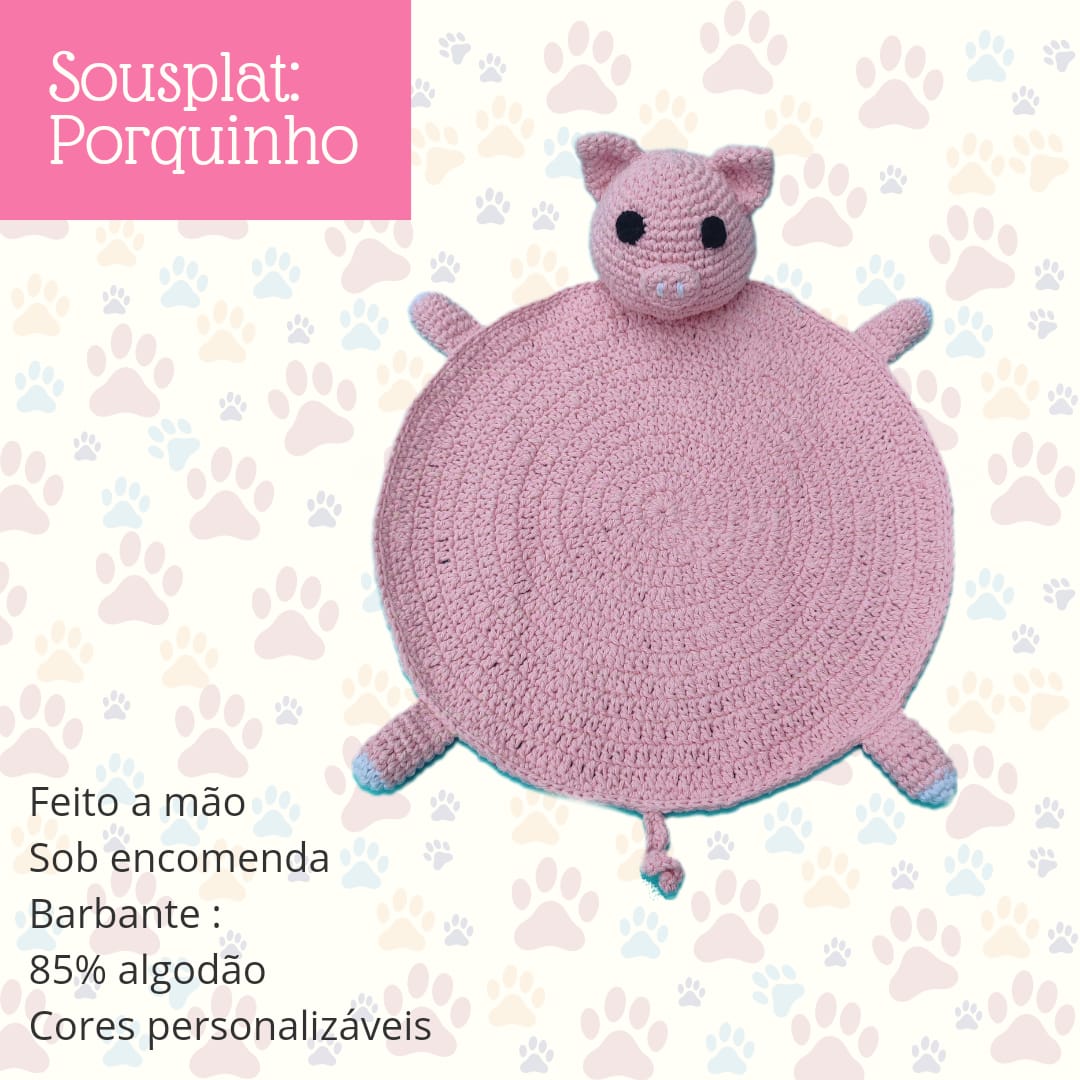 Sousplat:
Porquinho
Feito a mão
Sob encomenda
Barbante :
85% algodão
Cores personalizáveis